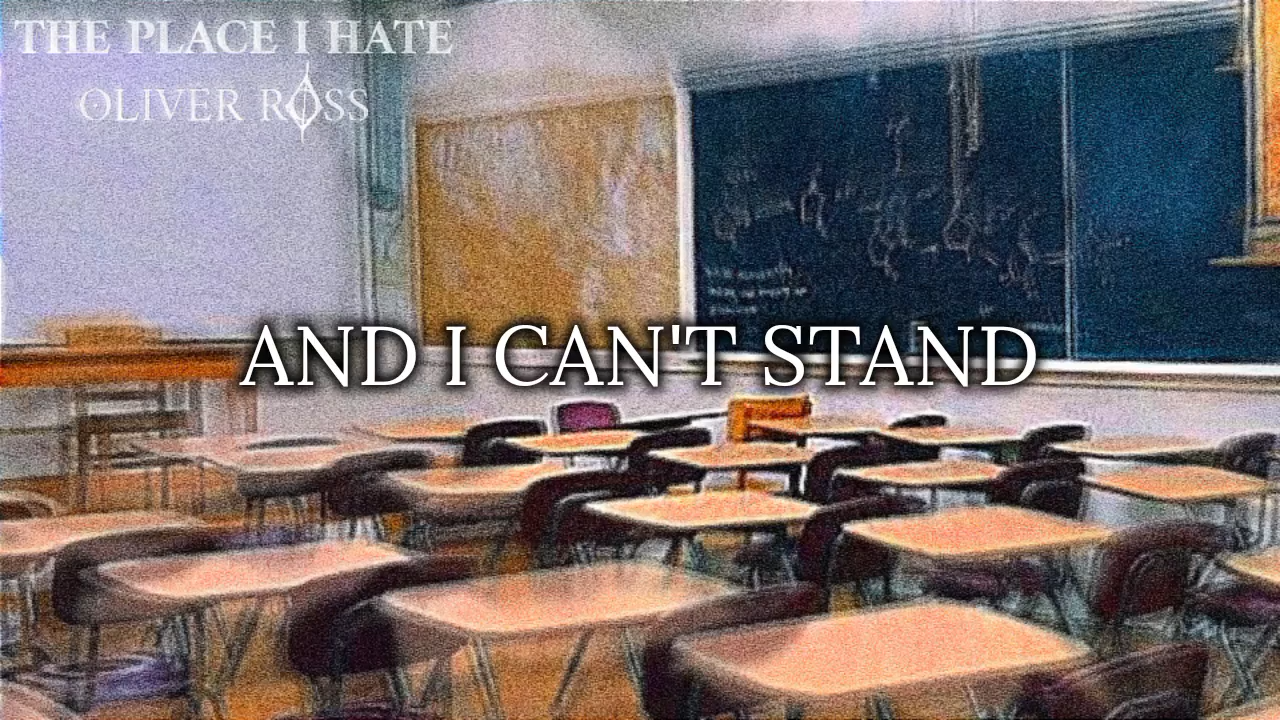 THE PLACE I HATE
OLIVER ROSS
AND I CAN'T STAND